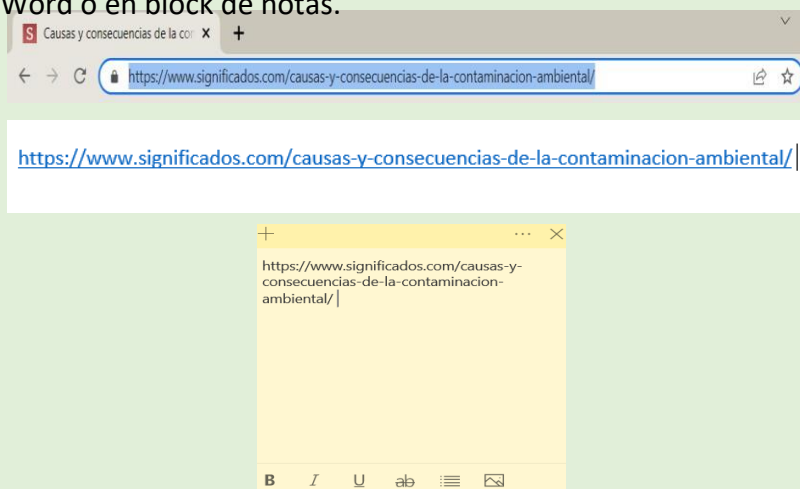 Word o en block de notas.
S Causas y consecuencias de la con X +
https://www.significados.com/causas-y-consecuencias-de-la-contaminacion-ambiental/
https://www.significados.com/causas-y-consecuencias-de-la-contaminacion-ambiental/
https://www.significados.com/causas-y-
consecuencias-de-la-contaminacion-
ambiental/
B I U ab